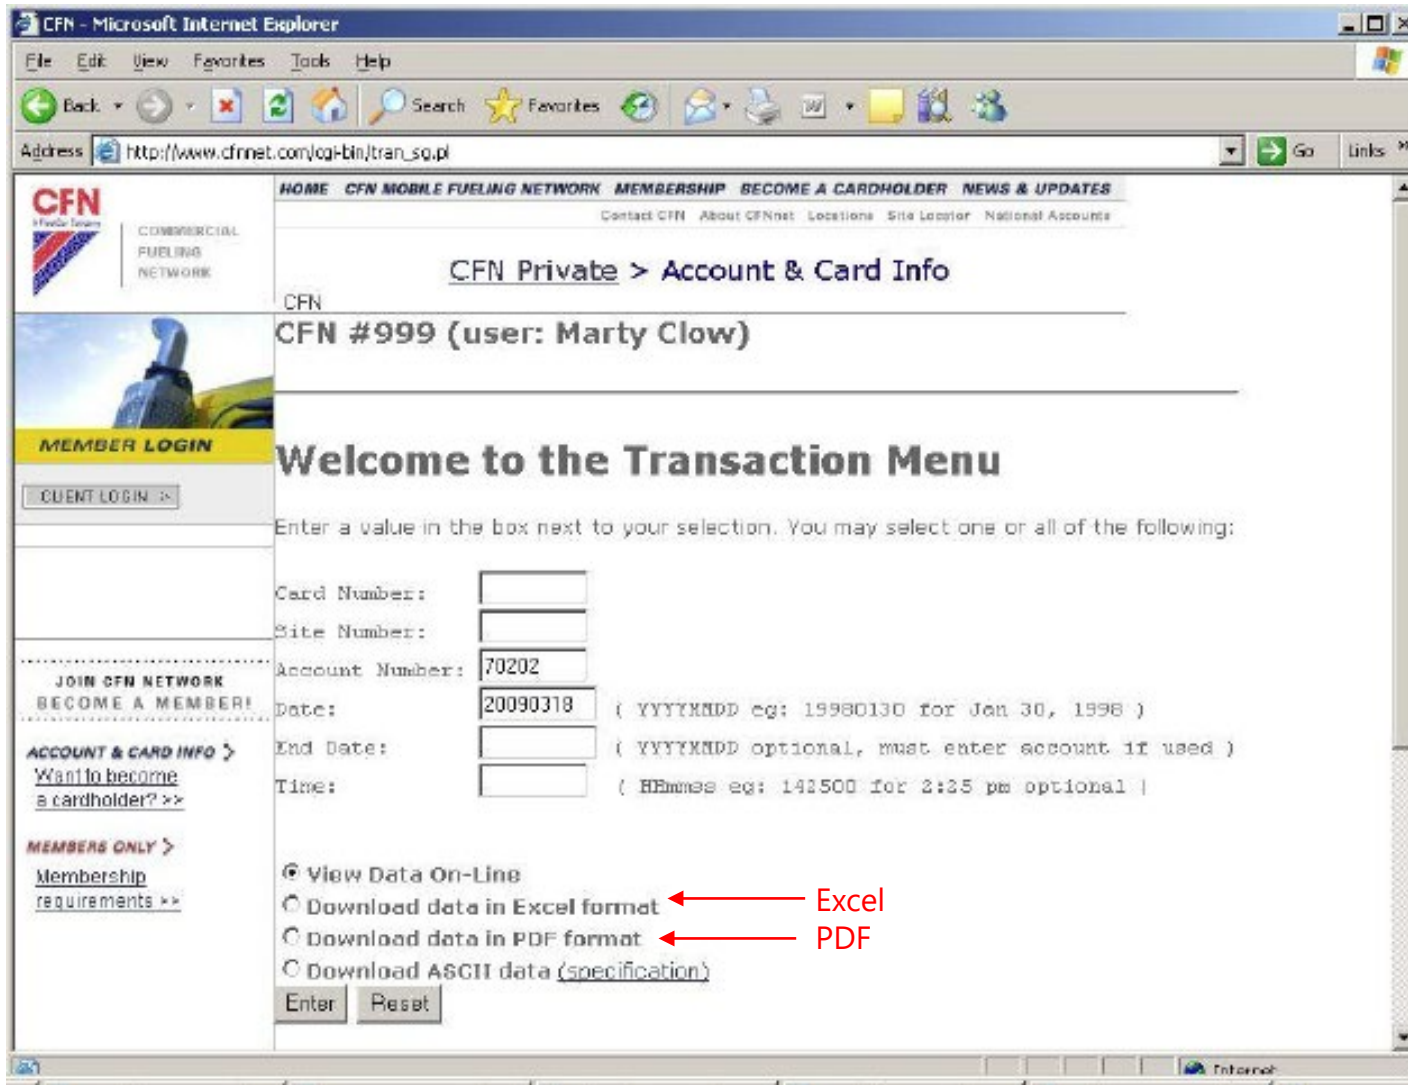 CFN - Microsoft Internet Explorer
File Edit View Favorites Tools Help
Back Search Favorites
Address http://www.cfnnet.com/cgi-bin/tran_sg.pl Go Links »
CFN
COMMERCIAL
FUELING
NETWORK
HOME CFN MOBILE FUELING NETWORK MEMBERSHIP BECOME A CARDHOLDER NEWS & UPDATES
Contact CFN About CFNnet Locations Site Locator National Accounts
CFN Private > Account & Card Info
CFN
CFN #999 (user: Marty Clow)
MEMBER LOGIN
CLIENT LOGIN >
Welcome to the Transaction Menu
Enter a value in the box next to your selection. You may select one or all of the following:
Card Number:
Site Number:
Account Number: 70202
Date: 20090318 ( YYYYMMDD eg: 19980130 for Jan 30, 1998 )
End Date: ( YYYYMMDD optional, must enter account if used )
Time: ( HHmmss eg: 142500 for 2:25 pm optional )
JOIN CFN NETWORK
BECOME A MEMBER!
ACCOUNT & CARD INFO >
Want to become
a cardholder? >>
MEMBERS ONLY >
Membership
requirements >>
View Data On-Line
Download data in Excel format Excel
Download data in PDF format PDF
Download ASCII data (specification)
Enter Reset
Internet